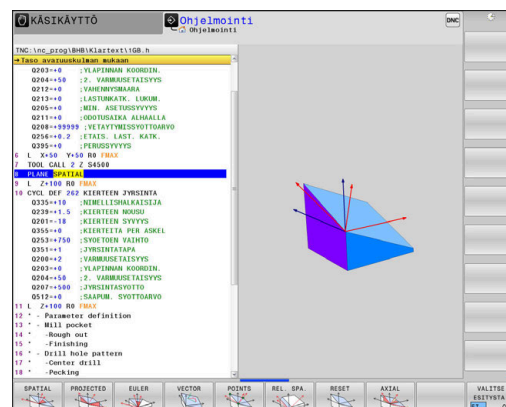 KÄSIKÄYTTÖ
Ohjelmointi
Ohjelmointi
DNC
TNC:\nc_prog\BHB\Klartext\1GB.h
→Taso avaruuskulman mukaan
Q203=+0 ;YLAPINNAN KOORDIN.
Q204=+50 ;2. VARMUUSETAISYYS
Q212=+0 ;VAHENNYSMAARA
Q213=+0 ;LASTUNKATK. LUKUM.
Q205=+0 ;MIN. ASETUSSYVYYS
Q211=+0 ;ODOTUSAIKA ALHAALLA
Q208=+99999 ;VETAYTYMISSYOTTOARVO
Q256=+0.2 ;ETAIS. LAST. KATK.
Q395=+0 ;PERUSSYVYYS
6 L X+50 Y+50 R0 FMAX
7 TOOL CALL 2 Z S4500
8 PLANE SPATIAL
9 L Z+100 R0 FMAX
10 CYCL DEF 262 KIERTEEN JYRSINTA
Q335=+10 ;NIMELLISHALKAISIJA
Q239=+1.5 ;KIERTEEN NOUSU
Q201=-18 ;KIERTEEN SYVYYS
Q355=+0 ;KIERTEITA PER ASKEL
Q253=+750 ;SYOETOEN VAIHTO
Q351=+1 ;JYRSINTATAPA
Q200=+2 ;VARMUUSETAISYYS
Q203=+0 ;YLAPINNAN KOORDIN.
Q204=+50 ;2. VARMUUSETAISYYS
Q207=+500 ;JYRSINTASYOTTO
Q512=+0 ;SAAPUM. SYOTTOARVO
11 L Z+100 R0 FMAX
12 * - Parameter definition
13 * - Mill pocket
14 * -Rough out
15 * -Finishing
16 * - Drill hole pattern
17 * -Center drill
18 * -Pecking
SPATIAL
PROJECTED
EULER
VECTOR
POINTS
REL. SPA.
RESET
AXIAL
VALITSE
ESITYSTA